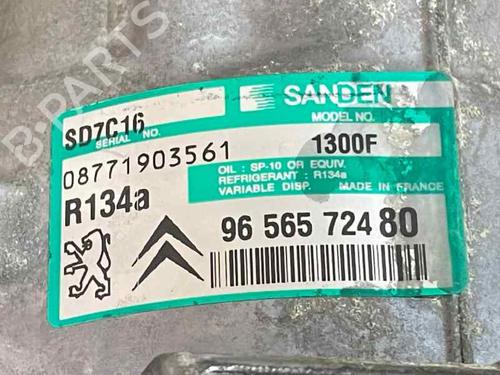 SANDEN
SD7C16
SERIAL NO.
MODEL NO.
08771903561
1300F
OIL : SP-10 OR EQUIV.
REFRIGERANT : R134a
VARIABLE DISP. MADE IN FRANCE
R134a
96 565 724 80
R-PARTS